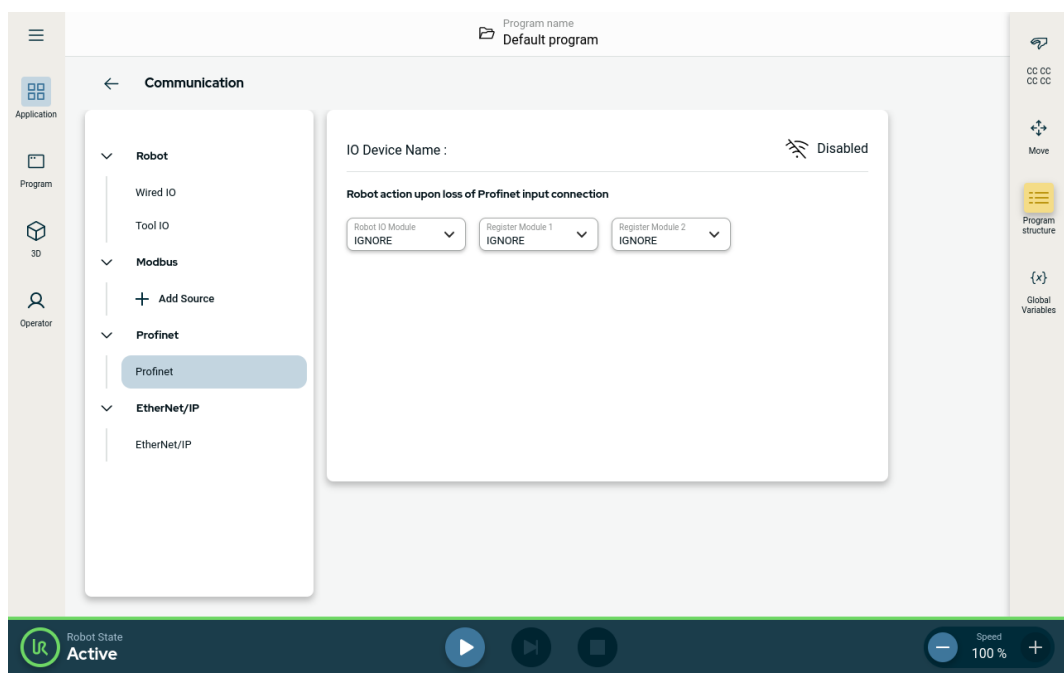 Program name
Default program
Application
Program
3D
Operator
Communication
Robot
Wired IO
Tool IO
Modbus
Add Source
Profinet
Profinet
EtherNet/IP
EtherNet/IP
IO Device Name :
Disabled
Robot action upon loss of Profinet input connection
Robot IO Module
IGNORE
Register Module 1
IGNORE
Register Module 2
IGNORE
CC CC
CC CC
Move
Program
structure
{x}
Global
Variables
UR
Robot State
Active
Speed
100 %